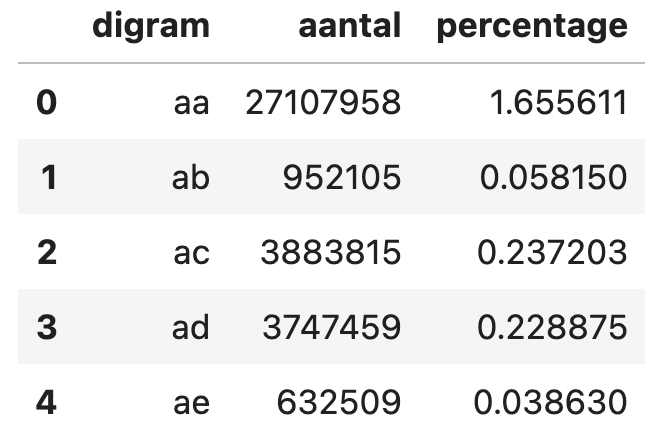 digram aantal percentage
0 aa 27107958 1.655611
1 ab 952105 0.058150
2 ac 3883815 0.237203
3 ad 3747459 0.228875
4 ae 632509 0.038630